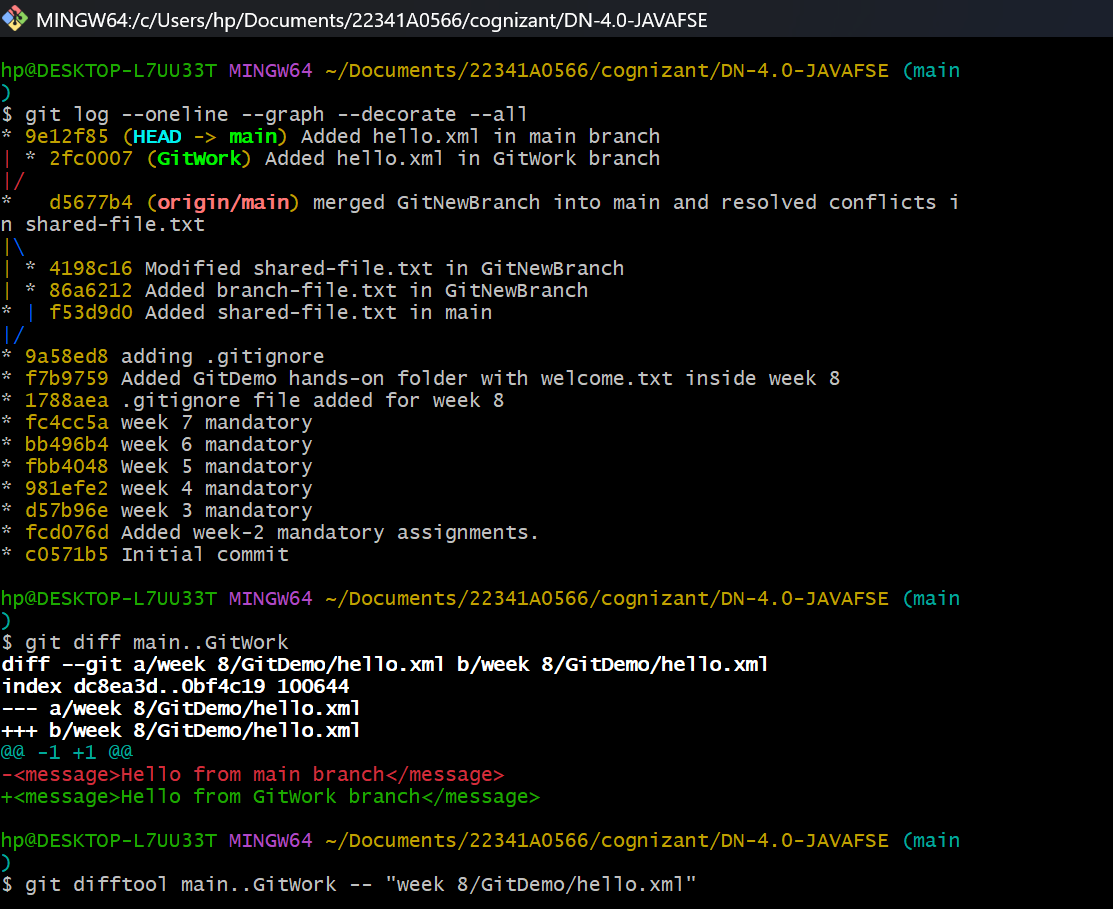 MINGW64:/c/Users/hp/Documents/22341A0566/cognizant/DN-4.0-JAVAFSE
hp@DESKTOP-L7UU33T MINGW64 ~/Documents/22341A0566/cognizant/DN-4.0-JAVAFSE (main
)
$ git log --oneline --graph --decorate --all
* 9e12f85 (HEAD -> main) Added hello.xml in main branch
| * 2fc0007 (GitWork) Added hello.xml in GitWork branch
|/
*   d5677b4 (origin/main) merged GitNewBranch into main and resolved conflicts i
n shared-file.txt
|\
| * 4198c16 Modified shared-file.txt in GitNewBranch
| * 86a6212 Added branch-file.txt in GitNewBranch
* | f53d9d0 Added shared-file.txt in main
|/
* 9a58ed8 adding .gitignore
* f7b9759 Added GitDemo hands-on folder with welcome.txt inside week 8
* 1788aea .gitignore file added for week 8
* fc4cc5a week 7 mandatory
* bb496b4 week 6 mandatory
* fbb4048 Week 5 mandatory
* 981efe2 week 4 mandatory
* d57b96e week 3 mandatory
* fcd076d Added week-2 mandatory assignments.
* c0571b5 Initial commit
hp@DESKTOP-L7UU33T MINGW64 ~/Documents/22341A0566/cognizant/DN-4.0-JAVAFSE (main
)
$ git diff main..GitWork
diff --git a/week 8/GitDemo/hello.xml b/week 8/GitDemo/hello.xml
index dc8ea3d..0bf4c19 100644
--- a/week 8/GitDemo/hello.xml
+++ b/week 8/GitDemo/hello.xml
@@ -1 +1 @@
-<message>Hello from main branch</message>
+<message>Hello from GitWork branch</message>
hp@DESKTOP-L7UU33T MINGW64 ~/Documents/22341A0566/cognizant/DN-4.0-JAVAFSE (main
)
$ git difftool main..GitWork -- "week 8/GitDemo/hello.xml"